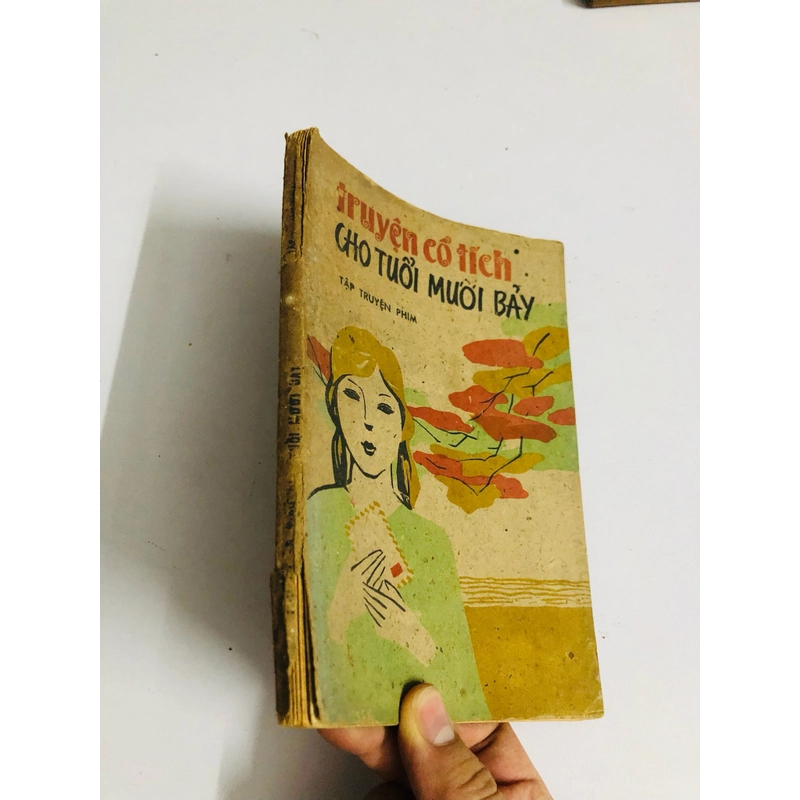 truyện cổ tích
CHO TUỔI MƯỜI BẢY
TẬP TRUYỆN PHIM